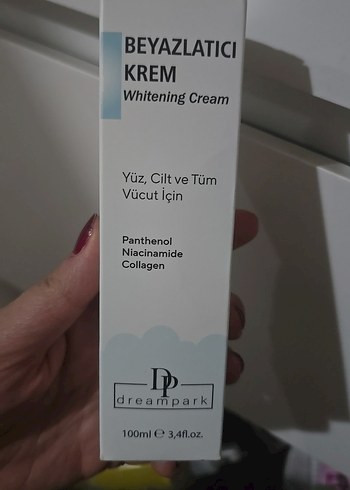 BEYAZLATICI
KREM
Whitening Cream
Yüz, Cilt ve Tüm
Vücut İçin
Panthenol
Niacinamide
Collagen
DP
dreampark
100ml ℮ 3,4fl.oz.